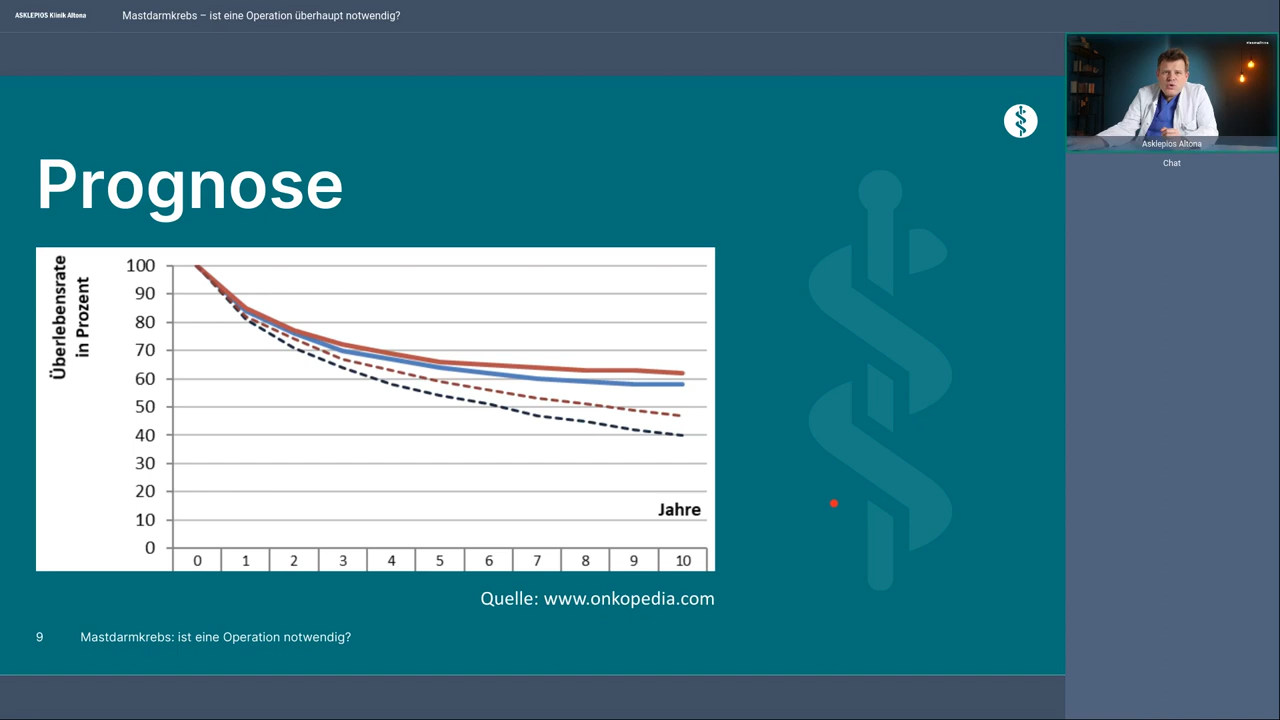 ASKLEPIOS Klinik Altona
Mastdarmkrebs – ist eine Operation überhaupt notwendig?
Asklepios Altona
Chat
Prognose
Überlebensrate
in Prozent
100
90
80
70
60
50
40
30
20
10
0
Jahre
0 1 2 3 4 5 6 7 8 9 10
Quelle: www.onkopedia.com
9 Mastdarmkrebs: ist eine Operation notwendig?